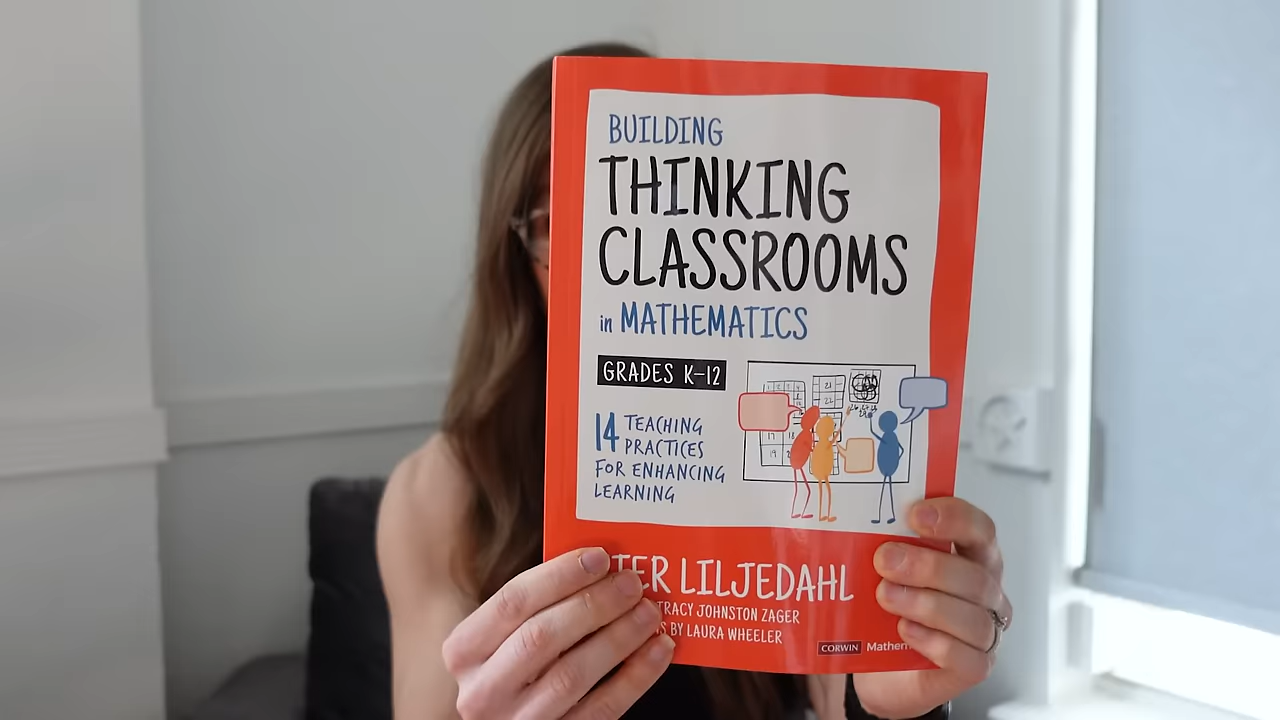 BUILDING
THINKING
CLASSROOMS
in MATHEMATICS
GRADES K–12
14 TEACHING
PRACTICES
FOR ENHANCING
LEARNING
LILJEDAHL
TRACY JOHNSTON ZAGER
BY LAURA WHEELER
CORWIN